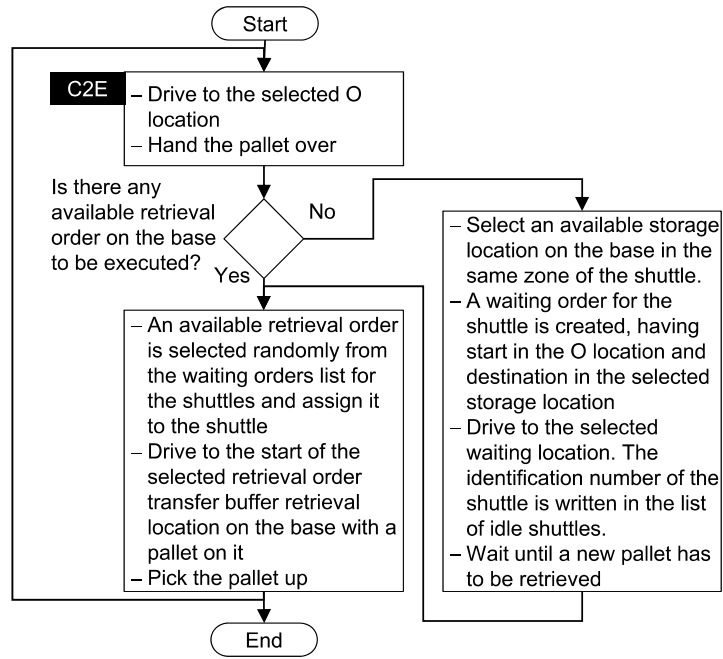 Start
C2E
– Drive to the selected O
location
– Hand the pallet over
Is there any
available retrieval
order on the base
to be executed?
No
Yes
– An available retrieval order
is selected randomly from
the waiting orders list for
the shuttles and assign it
to the shuttle
– Drive to the start of the
selected retrieval order
transfer buffer retrieval
location on the base with a
pallet on it
– Pick the pallet up
– Select an available storage
location on the base in the
same zone of the shuttle.
– A waiting order for the
shuttle is created, having
start in the O location and
destination in the selected
storage location
– Drive to the selected
waiting location. The
identification number of the
shuttle is written in the list
of idle shuttles.
– Wait until a new pallet has
to be retrieved
End